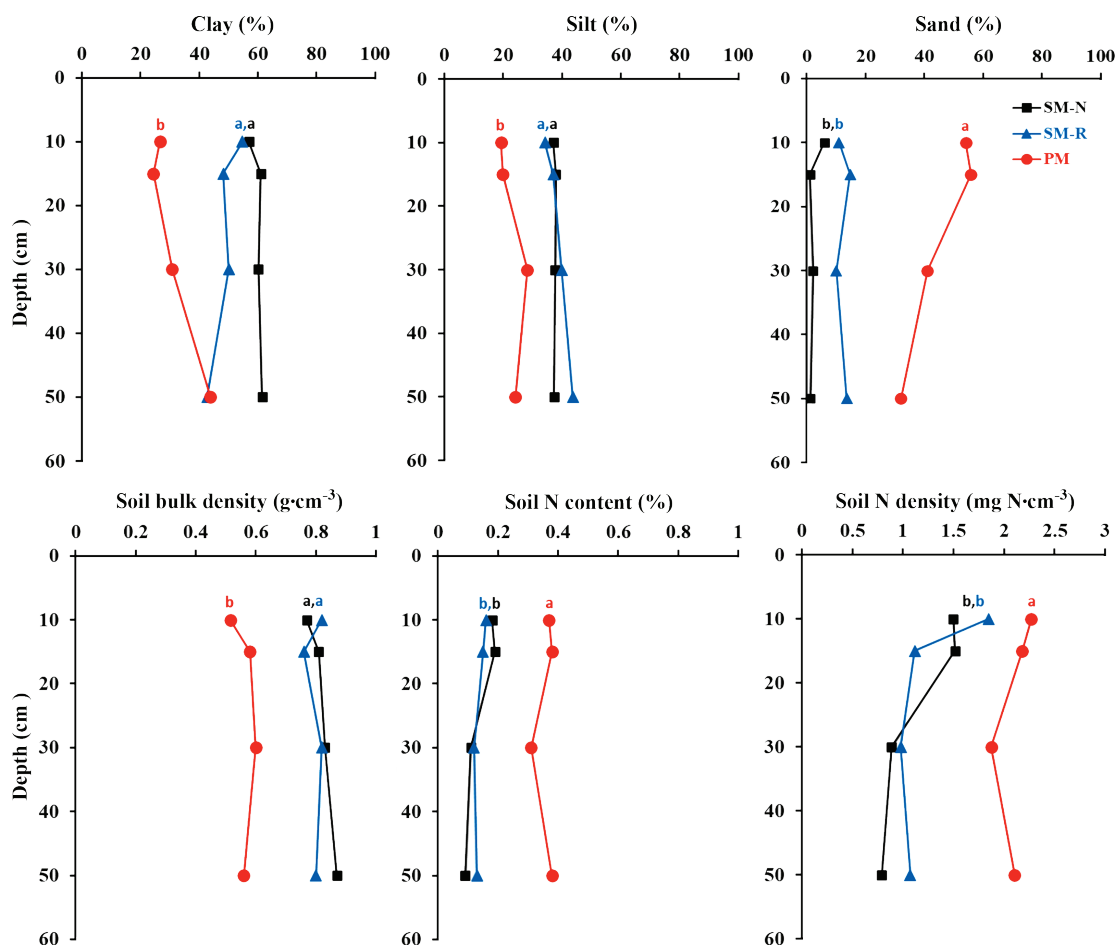 Clay (%)
0 20 40 60 80 100
Silt (%)
0 20 40 60 80 100
Sand (%)
0 20 40 60 80 100
Depth (cm )
0
10
20
30
40
50
60
b
a,a
0
10
20
30
40
50
60
b
a,a
0
10
20
30
40
50
60
b,b
a
SM-N
SM-R
PM
Soil bulk density (g·cm-3)
0 0.2 0.4 0.6 0.8 1
Soil N content (%)
0 0.2 0.4 0.6 0.8 1
Soil N density (mg N·cm-3)
0 0.5 1 1.5 2 2.5 3
Depth (cm )
0
10
20
30
40
50
60
b
a,a
0
10
20
30
40
50
60
b,b
a
0
10
20
30
40
50
60
b,b
a